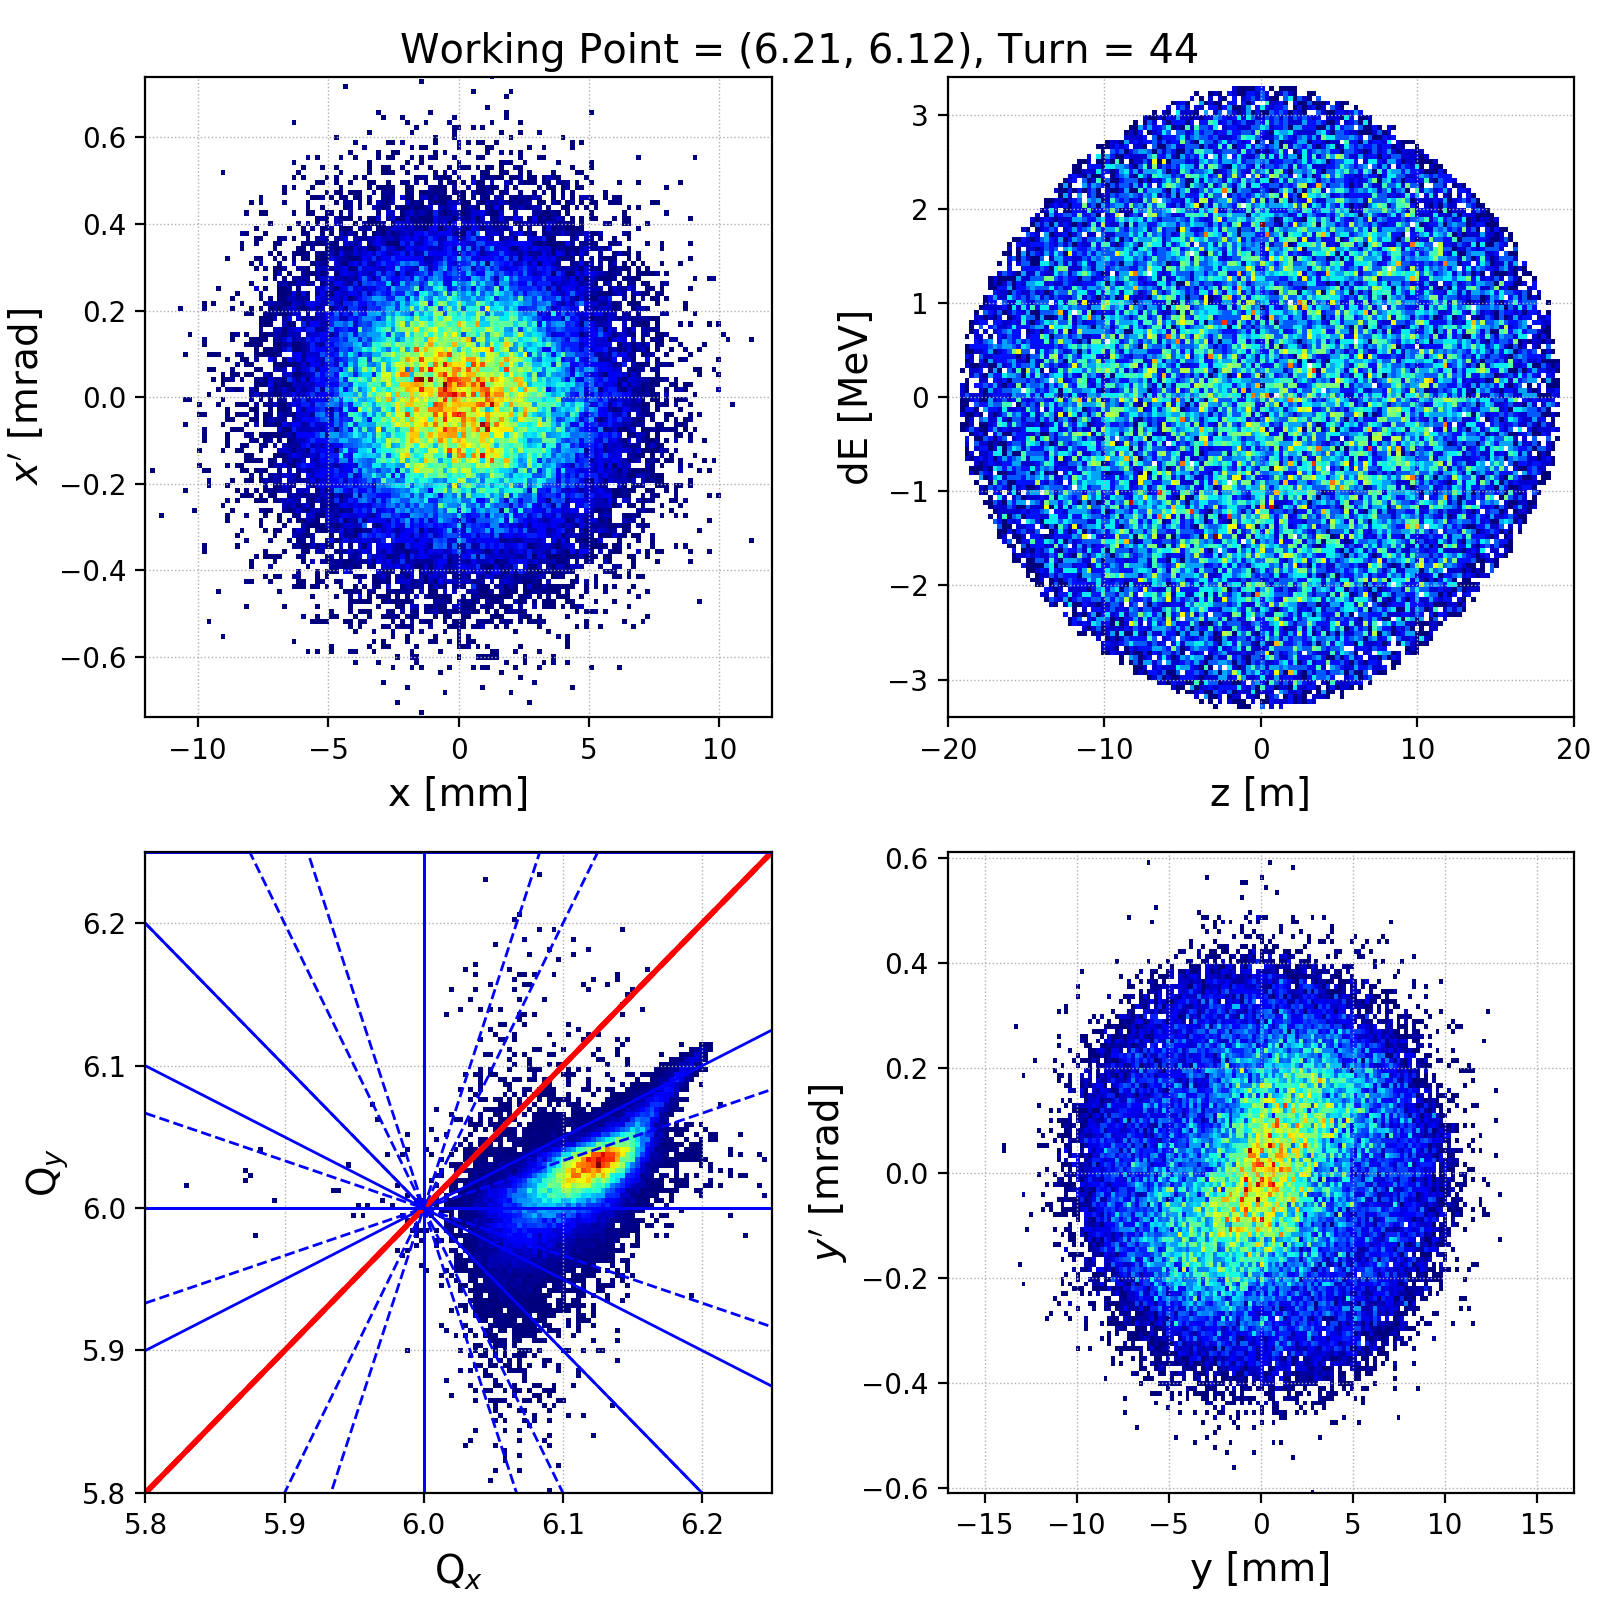 Working Point = (6.21, 6.12), Turn = 44
0.6
0.4
0.2
0.0
−0.2
−0.4
−0.6
x′ [mrad]
−10 −5 0 5 10
x [mm]
3
2
1
0
−1
−2
−3
dE [MeV]
−20 −10 0 10 20
z [m]
6.2
6.1
6.0
5.9
5.8
Qy
5.8 5.9 6.0 6.1 6.2
Qx
0.6
0.4
0.2
0.0
−0.2
−0.4
−0.6
y′ [mrad]
−15 −10 −5 0 5 10 15
y [mm]